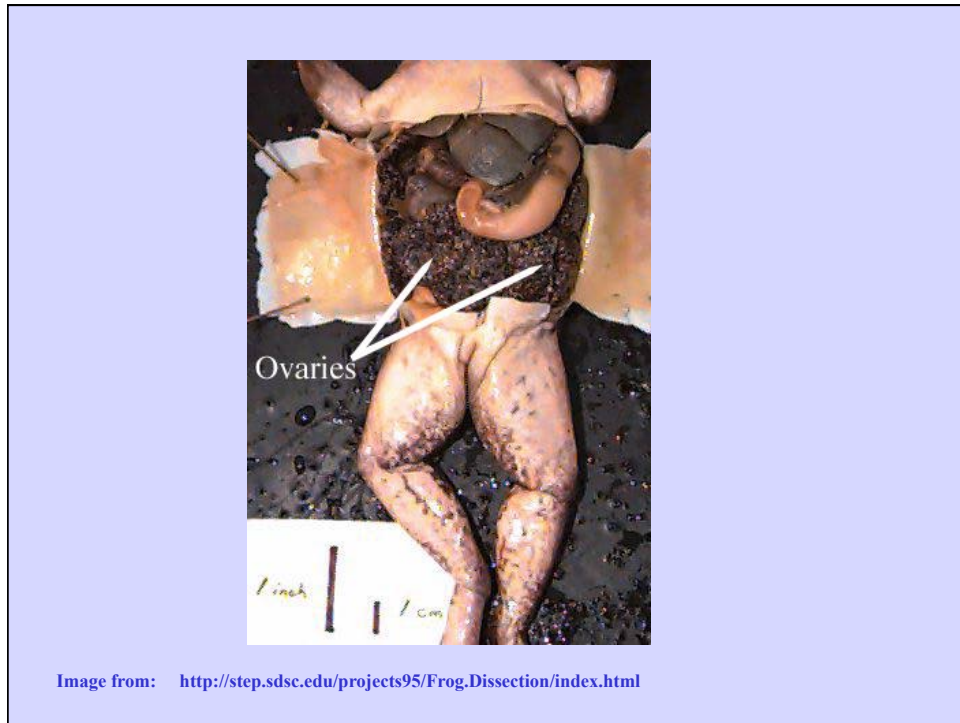 Ovaries
1 inch
1 cm
Image from: http://step.sdsc.edu/projects95/Frog.Dissection/index.html